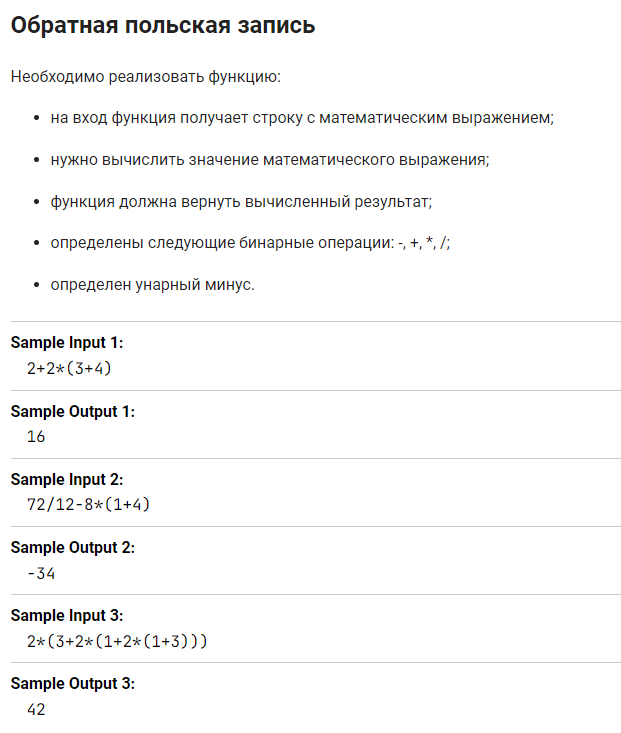 Обратная польская запись
Необходимо реализовать функцию:
• на вход функция получает строку с математическим выражением;
• нужно вычислить значение математического выражения;
• функция должна вернуть вычисленный результат;
• определены следующие бинарные операции: -, +, *, /;
• определен унарный минус.
Sample Input 1:
2+2*(3+4)
Sample Output 1:
16
Sample Input 2:
72/12-8*(1+4)
Sample Output 2:
-34
Sample Input 3:
2*(3+2*(1+2*(1+3)))
Sample Output 3:
42